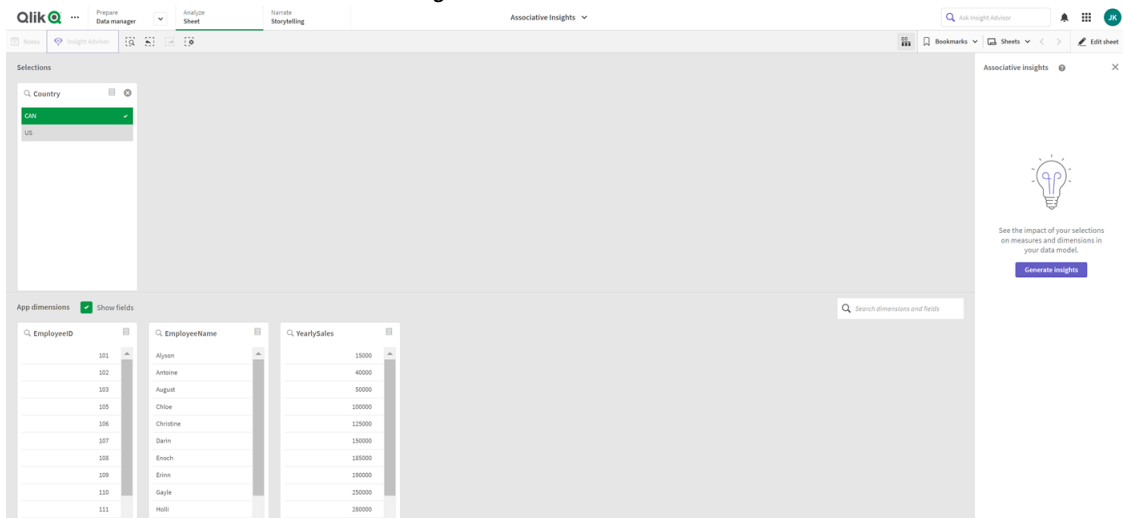 Qlik
Prepare
Data manager
Analyze
Sheet
Narrate
Storytelling
Associative Insights
Ask Insight Advisor
JK
Notes
Insight Advisor
Bookmarks
Sheets
Edit sheet
Selections
Country
CAN
US
Associative insights
See the impact of your selections
on measures and dimensions in
your data model.
Generate insights
App dimensions
Show fields
Search dimensions and fields
EmployeeID
101
102
103
105
106
107
108
109
110
111
EmployeeName
Alyson
Antoine
August
Chloe
Christine
Darin
Enoch
Erinn
Gayle
Holli
YearlySales
15000
40000
50000
100000
125000
150000
185000
190000
250000
280000